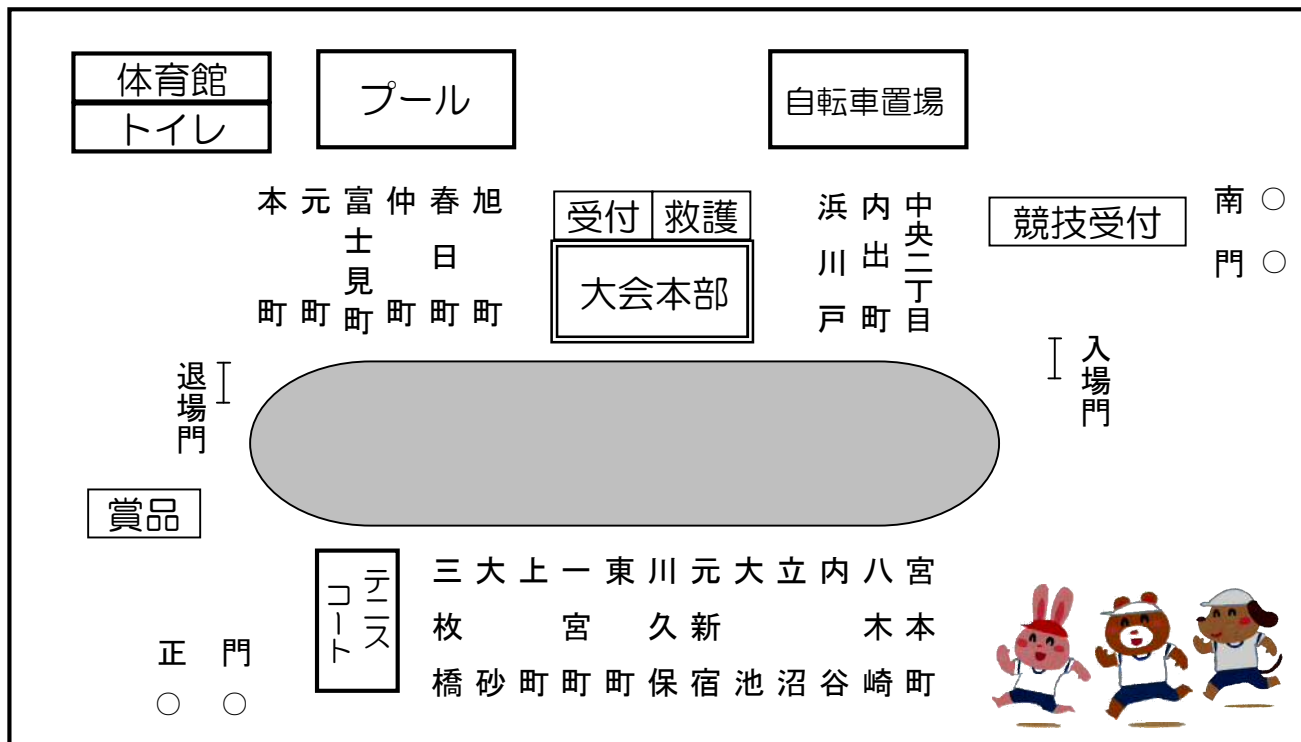 体育館
トイレ
プール
自転車置場
本町
元町
富士見町
仲町
春日町
旭町
受付
救護
大会本部
浜川戸
内出町
中央二丁目
競技受付
南門
退場門
入場門
賞品
テニス
コート
三枚橋
大砂
上町
一宮町
東町
川久保
元新宿
大池
立沼
内谷
八木崎
宮本町
正門